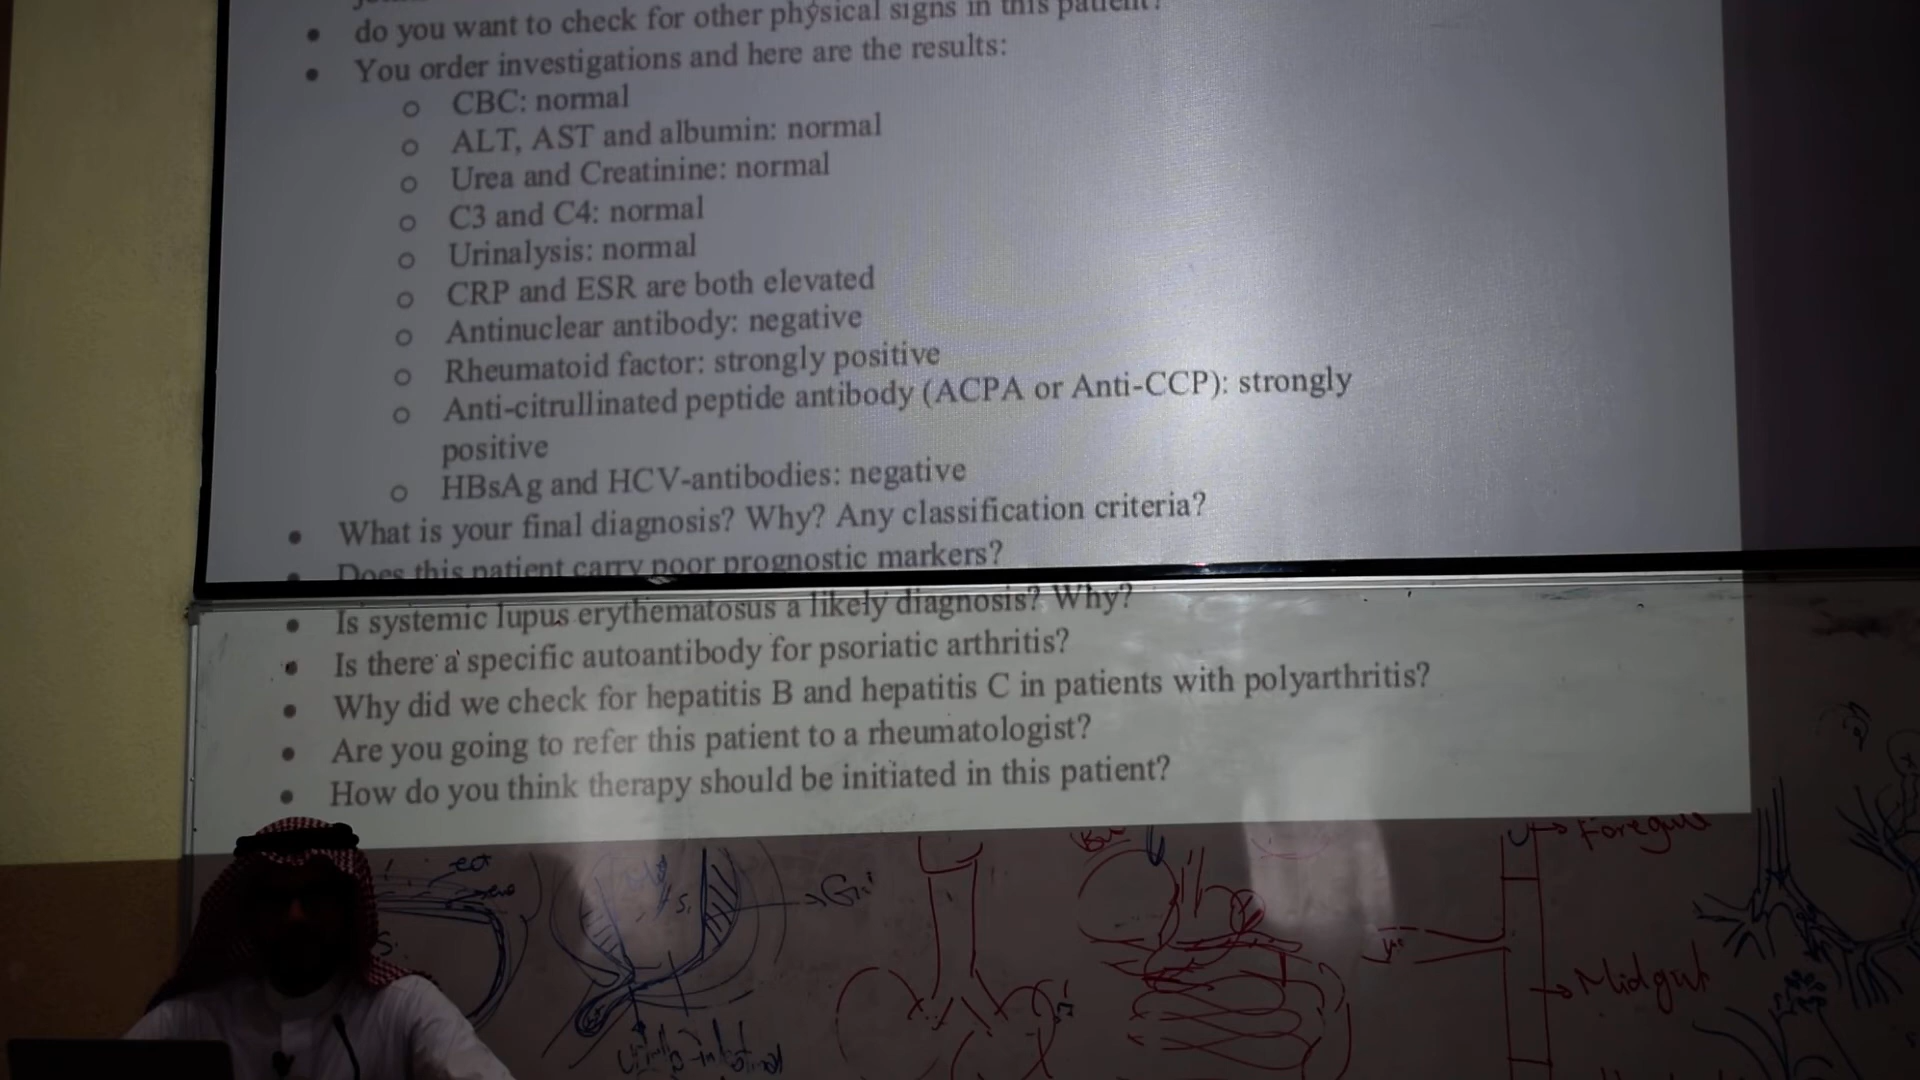 do you want to check for other physical signs in this patient?
You order investigations and here are the results:
CBC: normal
ALT, AST and albumin: normal
Urea and Creatinine: normal
C3 and C4: normal
Urinalysis: normal
CRP and ESR are both elevated
Antinuclear antibody: negative
Rheumatoid factor: strongly positive
Anti-citrullinated peptide antibody (ACPA or Anti-CCP): strongly
positive
HBsAg and HCV-antibodies: negative
What is your final diagnosis? Why? Any classification criteria?
Does this patient carry poor prognostic markers?
Is systemic lupus erythematosus a likely diagnosis? Why?
Is there a specific autoantibody for psoriatic arthritis?
Why did we check for hepatitis B and hepatitis C in patients with polyarthritis?
Are you going to refer this patient to a rheumatologist?
How do you think therapy should be initiated in this patient?
Foregut
Midgut